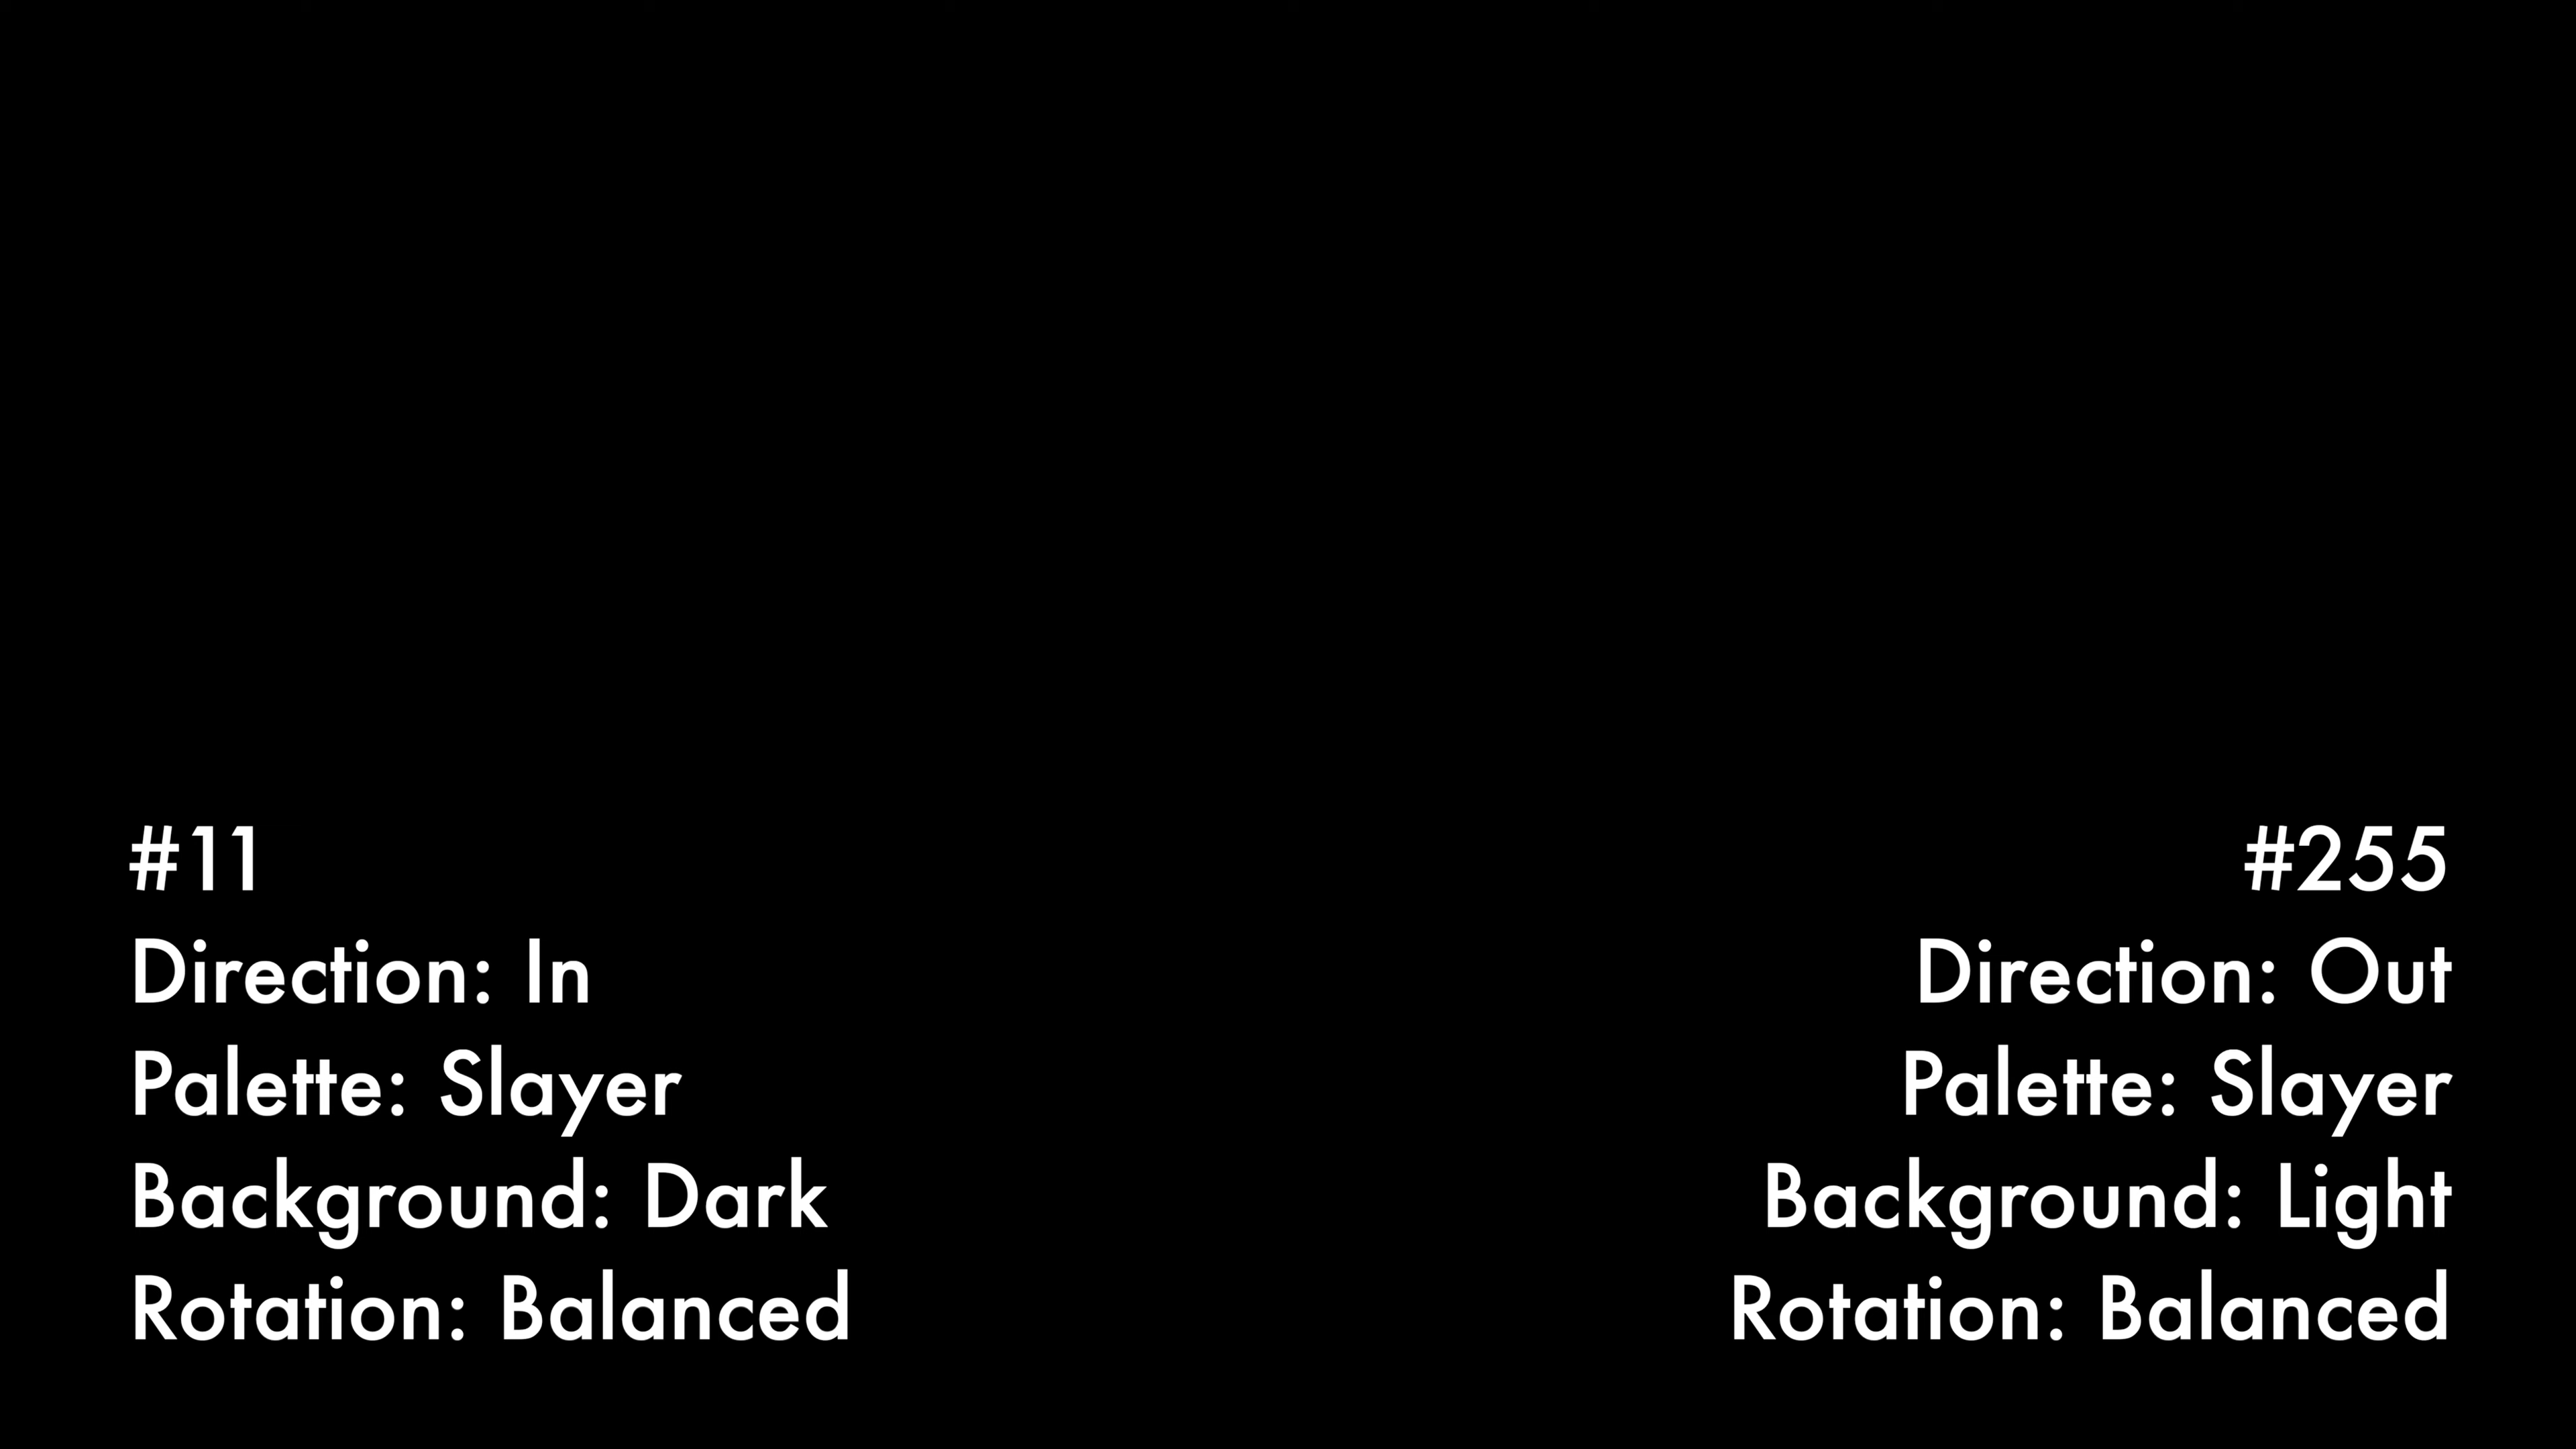 #11
Direction: In
Palette: Slayer
Background: Dark
Rotation: Balanced
#255
Direction: Out
Palette: Slayer
Background: Light
Rotation: Balanced